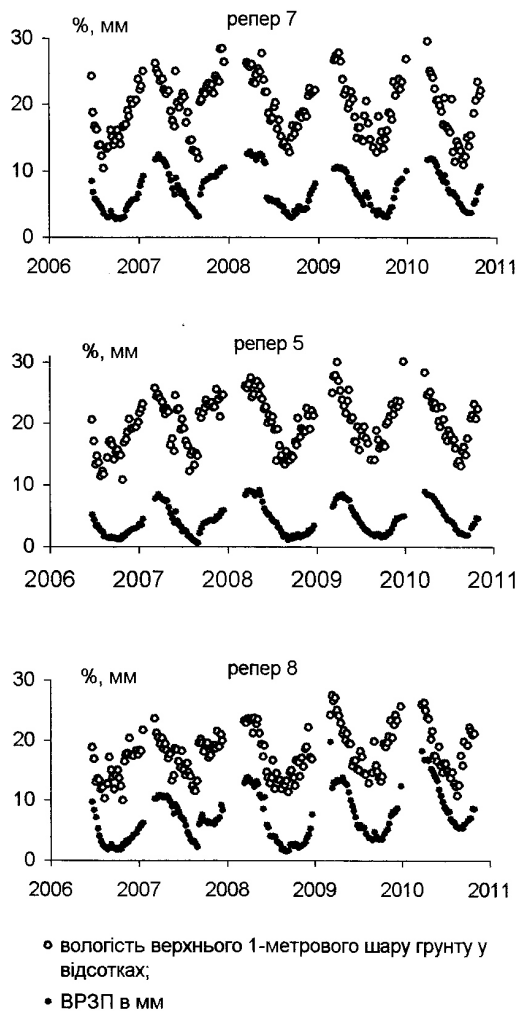 %, мм
репер 7
30
20
10
0
2006 2007 2008 2009 2010 2011
%, мм
репер 5
30
20
10
0
2006 2007 2008 2009 2010 2011
%, мм
репер 8
30
20
10
0
2006 2007 2008 2009 2010 2011
вологість верхнього 1-метрового шару грунту у
відсотках;
ВРЗП в мм